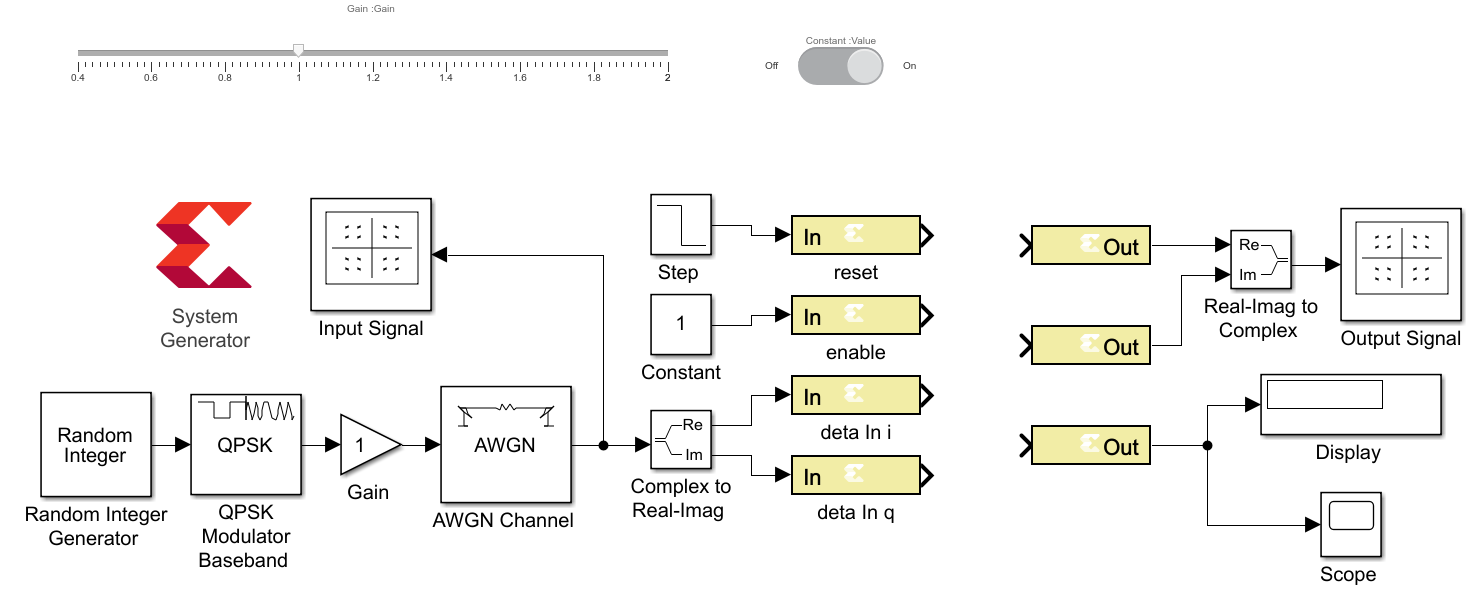 Gain :Gain
0.4 0.6 0.8 1 1.2 1.4 1.6 1.8 2
Constant :Value
Off On
System
Generator
Input Signal
Step
In
reset
1
Constant
In
enable
Random
Integer
Random Integer
Generator
QPSK
QPSK
Modulator
Baseband
1
Gain
AWGN
AWGN Channel
Re
Im
Complex to
Real-Imag
In
deta In i
In
deta In q
Out
Out
Re
Im
Real-Imag to
Complex
Output Signal
Out
Display
Scope